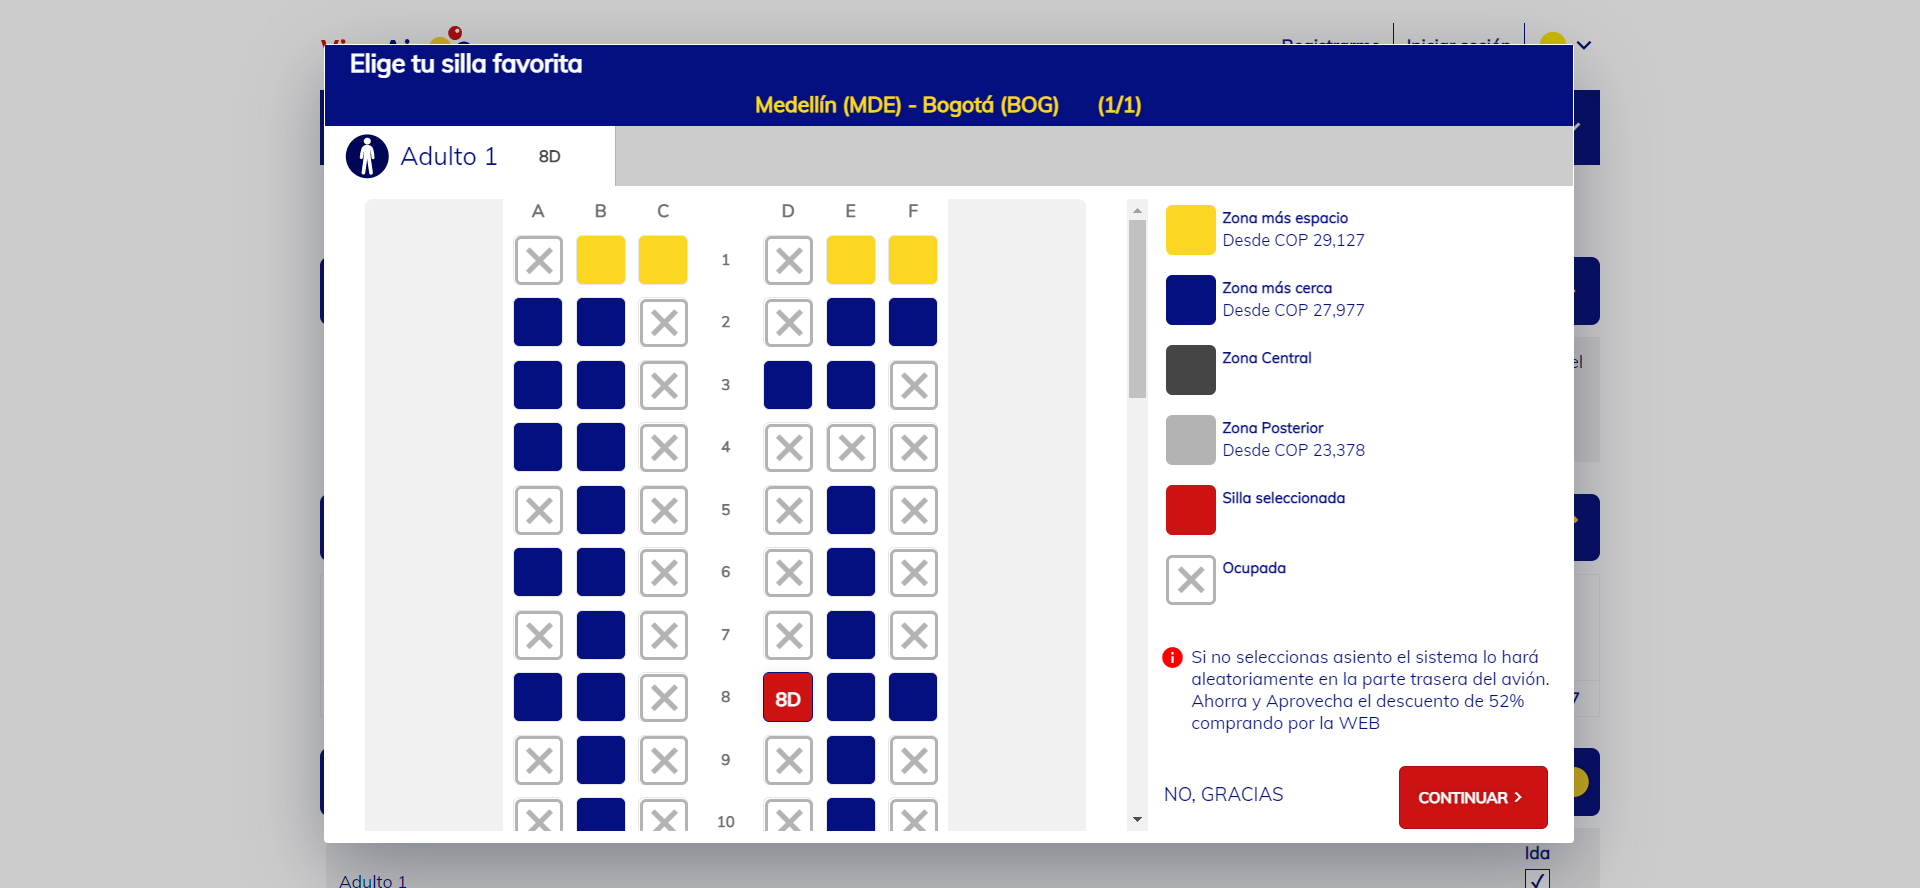 Elige tu silla favorita
Medellín (MDE) - Bogotá (BOG) (1/1)
Adulto 1 8D
A B C D E F
1
2
3
4
5
6
7
8D
8
9
10
Zona más espacio
Desde COP 29,127
Zona más cerca
Desde COP 27,977
Zona Central
Zona Posterior
Desde COP 23,378
Silla seleccionada
Ocupada
Si no seleccionas asiento el sistema lo hará
aleatoriamente en la parte trasera del avión.
Ahorra y Aprovecha el descuento de 52%
comprando por la WEB
NO, GRACIAS
CONTINUAR
Ida
Adulto 1